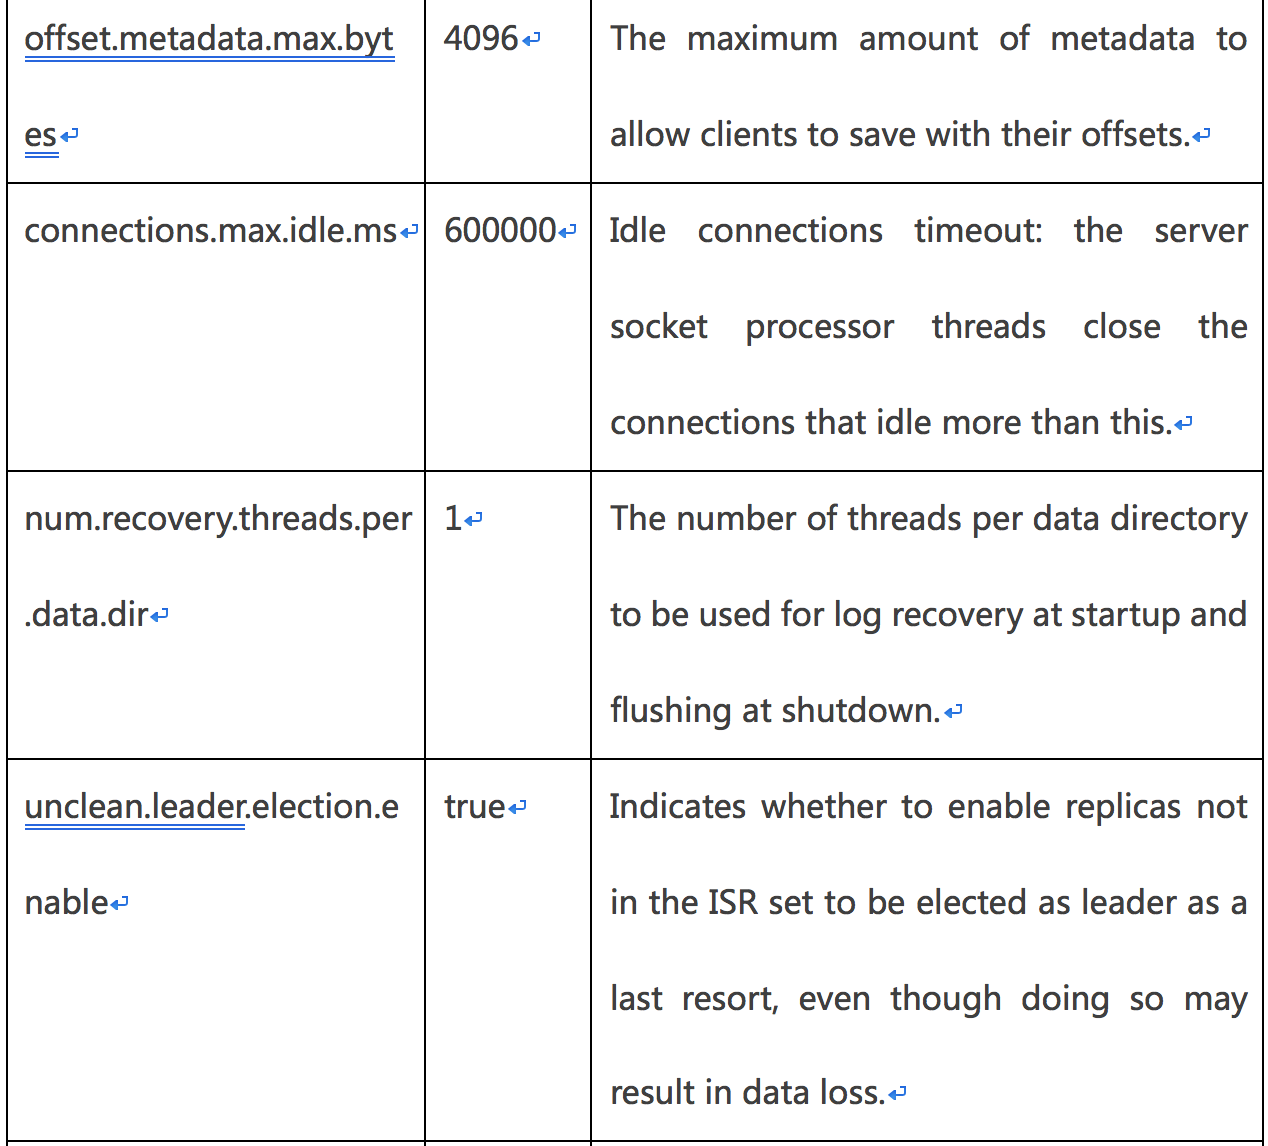 offset.metadata.max.byt
es
4096
The maximum amount of metadata to
allow clients to save with their offsets.
connections.max.idle.ms
600000
Idle connections timeout: the server
socket processor threads close the
connections that idle more than this.
num.recovery.threads.per
.data.dir
1
The number of threads per data directory
to be used for log recovery at startup and
flushing at shutdown.
unclean.leader.election.e
nable
true
Indicates whether to enable replicas not
in the ISR set to be elected as leader as a
last resort, even though doing so may
result in data loss.